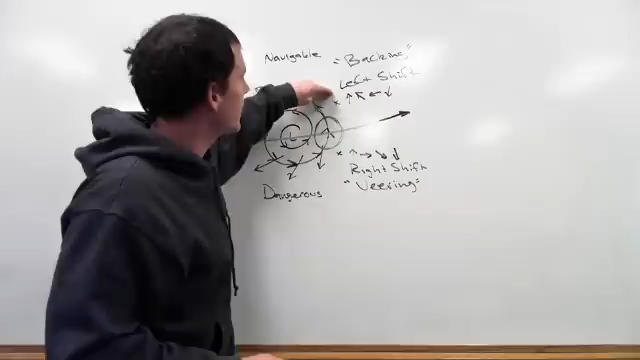 Navigable
"Backing"
Left Shift
x ↑ ↖ ← ↓
L
x ↑ → ↘ ↓
Right Shift
Dangerous
"Veering"